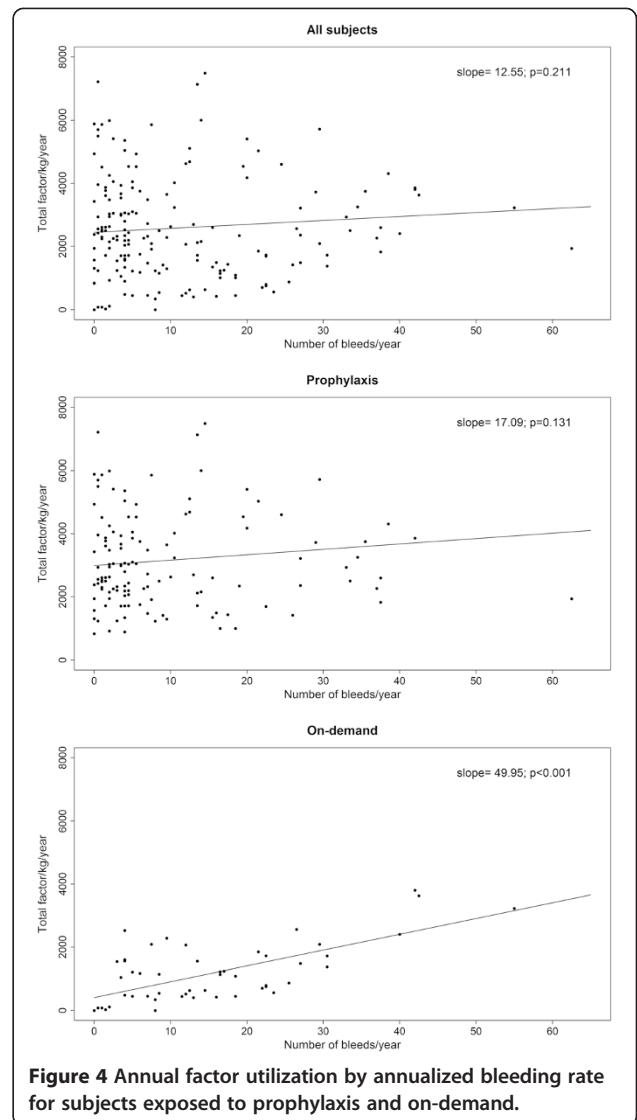 All subjects
slope= 12.55; p=0.211
Total factor/kg/year
8000
6000
4000
2000
0
0 10 20 30 40 50 60
Number of bleeds/year
Prophylaxis
slope= 17.09; p=0.131
Total factor/kg/year
8000
6000
4000
2000
0
0 10 20 30 40 50 60
Number of bleeds/year
On-demand
slope= 49.95; p<0.001
Total factor/kg/year
8000
6000
4000
2000
0
0 10 20 30 40 50 60
Number of bleeds/year
Figure 4 Annual factor utilization by annualized bleeding rate
for subjects exposed to prophylaxis and on-demand.